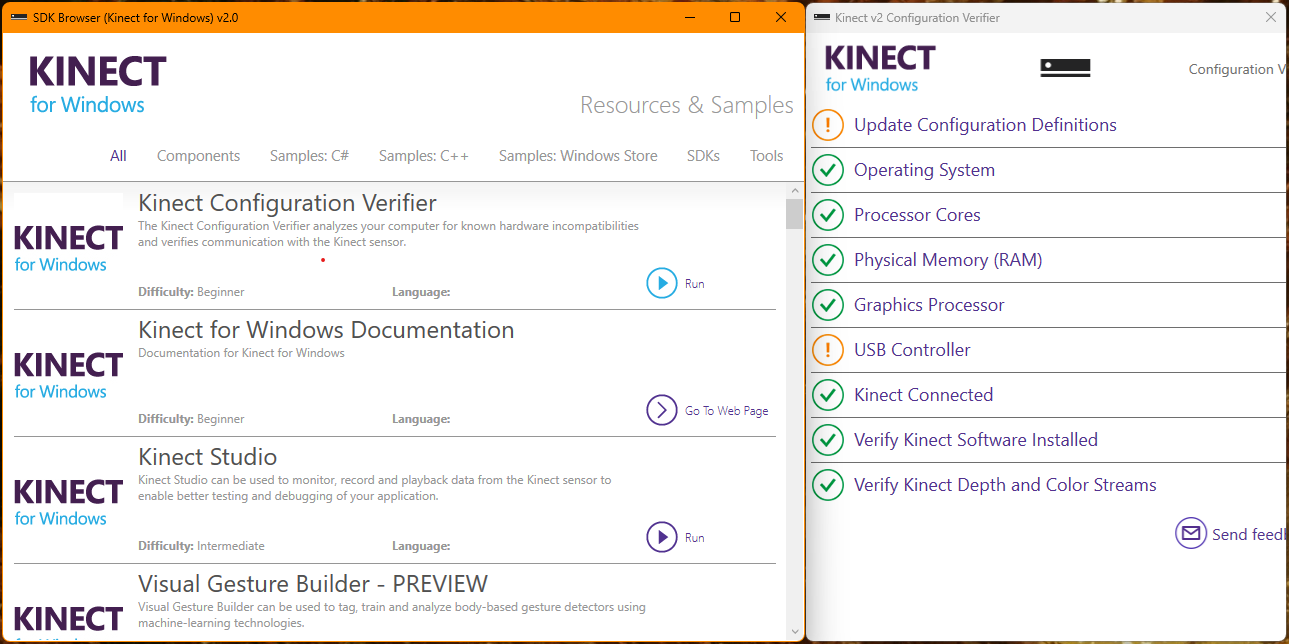 SDK Browser (Kinect for Windows) v2.0
KINECT
for Windows
Resources & Samples
All Components Samples: C# Samples: C++ Samples: Windows Store SDKs Tools
KINECT
for Windows
Kinect Configuration Verifier
The Kinect Configuration Verifier analyzes your computer for known hardware incompatibilities
and verifies communication with the Kinect sensor.
Run
Difficulty: Beginner Language:
KINECT
for Windows
Kinect for Windows Documentation
Documentation for Kinect for Windows
Go To Web Page
Difficulty: Beginner Language:
KINECT
for Windows
Kinect Studio
Kinect Studio can be used to monitor, record and playback data from the Kinect sensor to
enable better testing and debugging of your application.
Run
Difficulty: Intermediate Language:
KINECT
Visual Gesture Builder - PREVIEW
Visual Gesture Builder can be used to tag, train and analyze body-based gesture detectors using
machine-learning technologies.
Kinect v2 Configuration Verifier
KINECT
for Windows
Configuration V
Update Configuration Definitions
Operating System
Processor Cores
Physical Memory (RAM)
Graphics Processor
USB Controller
Kinect Connected
Verify Kinect Software Installed
Verify Kinect Depth and Color Streams
Send feedb